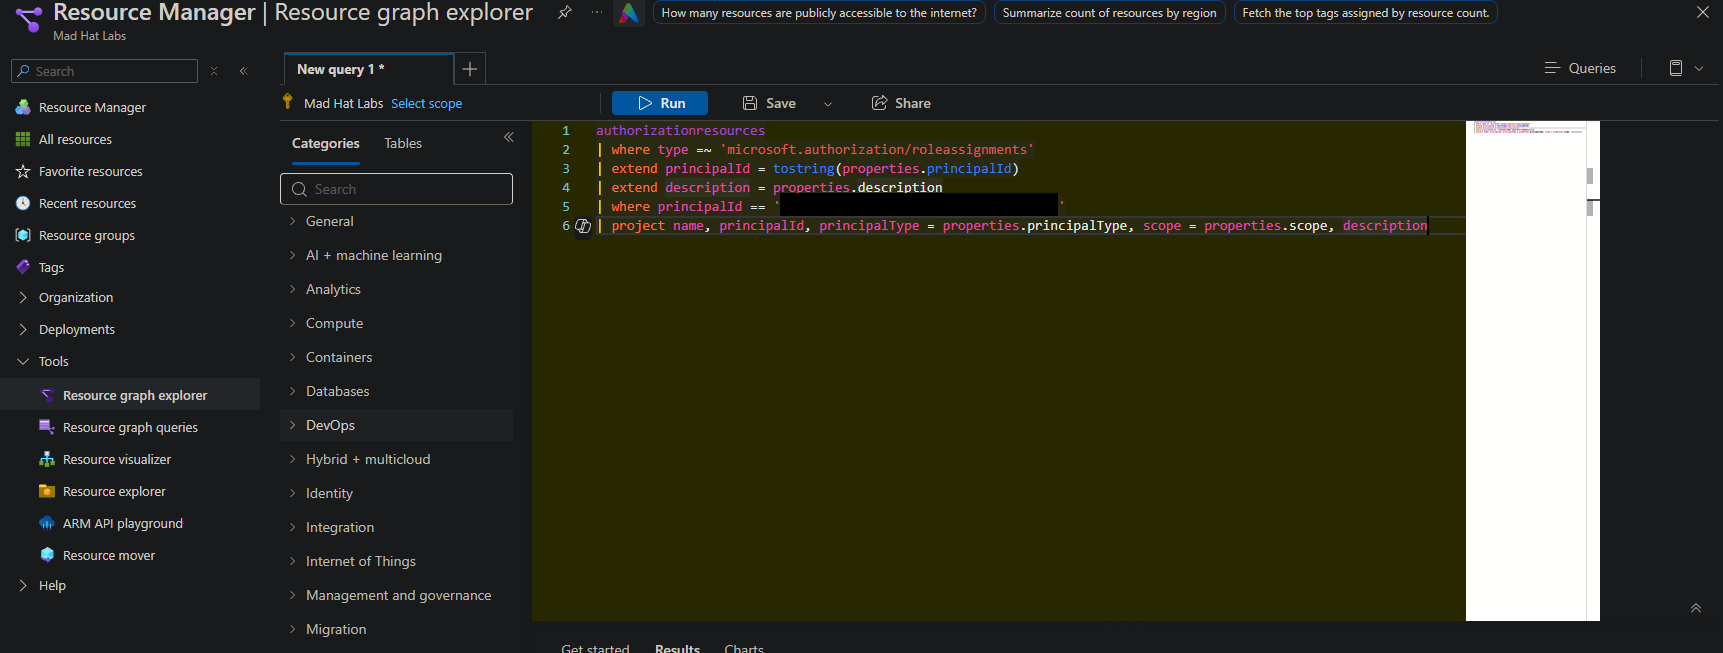 Resource Manager | Resource graph explorer
Mad Hat Labs
How many resources are publicly accessible to the internet?
Summarize count of resources by region
Fetch the top tags assigned by resource count.
Search
Resource Manager
All resources
Favorite resources
Recent resources
Resource groups
Tags
Organization
Deployments
Tools
Resource graph explorer
Resource graph queries
Resource visualizer
Resource explorer
ARM API playground
Resource mover
Help
New query 1 *
Queries
Mad Hat Labs Select scope
Run
Save
Share
Categories
Tables
Search
General
AI + machine learning
Analytics
Compute
Containers
Databases
DevOps
Hybrid + multicloud
Identity
Integration
Internet of Things
Management and governance
Migration
1 authorizationresources
2 | where type =~ 'microsoft.authorization/roleassignments'
3 | extend principalId = tostring(properties.principalId)
4 | extend description = properties.description
5 | where principalId == ' '
6 | project name, principalId, principalType = properties.principalType, scope = properties.scope, description
Get started
Results
Charts